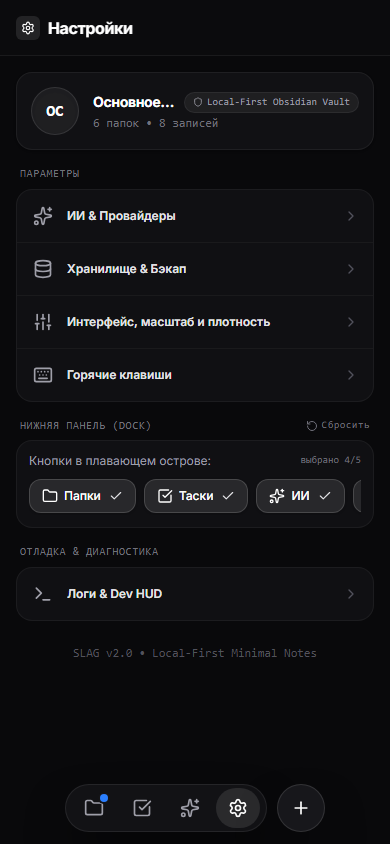 Настройки
ОС
Основное...
Local-First Obsidian Vault
6 папок • 8 записей
ПАРАМЕТРЫ
ИИ & Провайдеры
Хранилище & Бэкап
Интерфейс, масштаб и плотность
Горячие клавиши
НИЖНЯЯ ПАНЕЛЬ (DOCK)
Сбросить
Кнопки в плавающем острове:
выбрано 4/5
Папки
Таски
ИИ
ОТЛАДКА & ДИАГНОСТИКА
Логи & Dev HUD
SLAG v2.0 • Local-First Minimal Notes